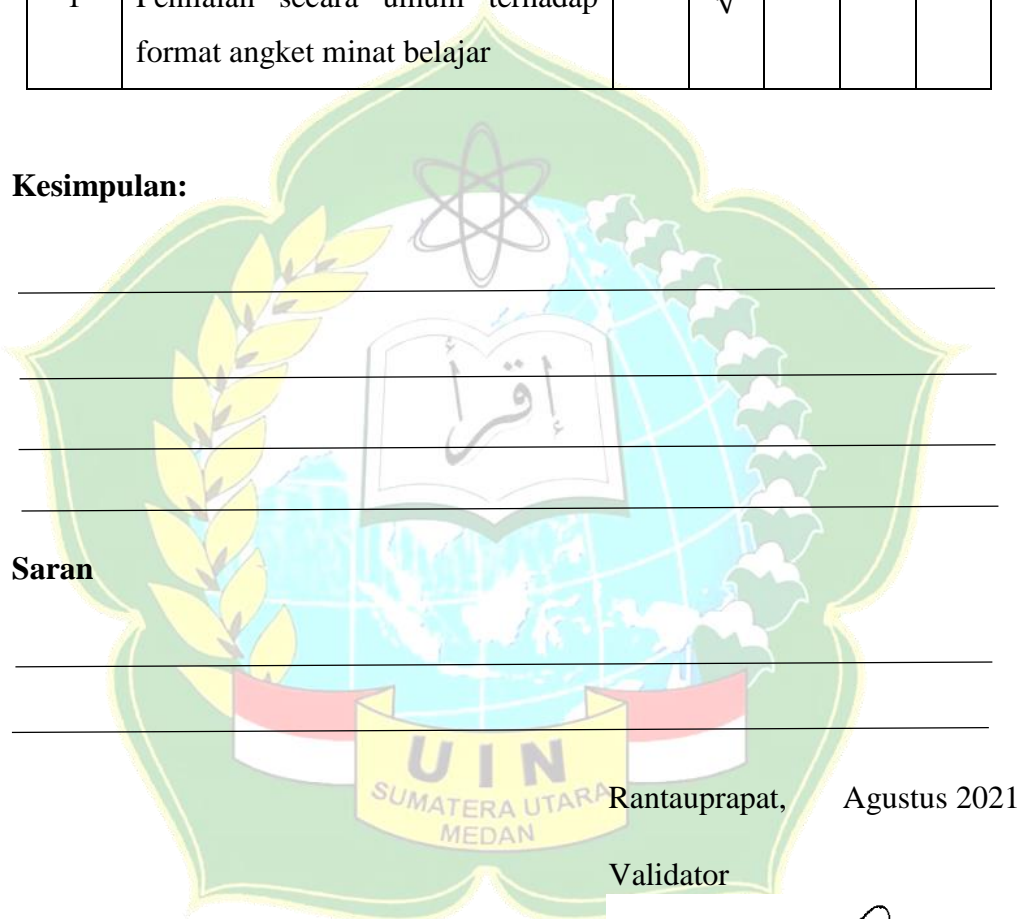 1 Penilaian secara umum terhadap √
format angket minat belajar
Kesimpulan:
إقرأ
Saran
UIN
SUMATERA UTARA
MEDAN
Rantauprapat, Agustus 2021
Validator